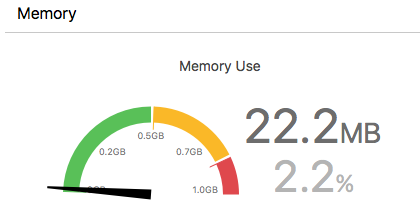 Memory
Memory Use
0.5GB
0.2GB
0.7GB
1.0GB
22.2MB
2.2%